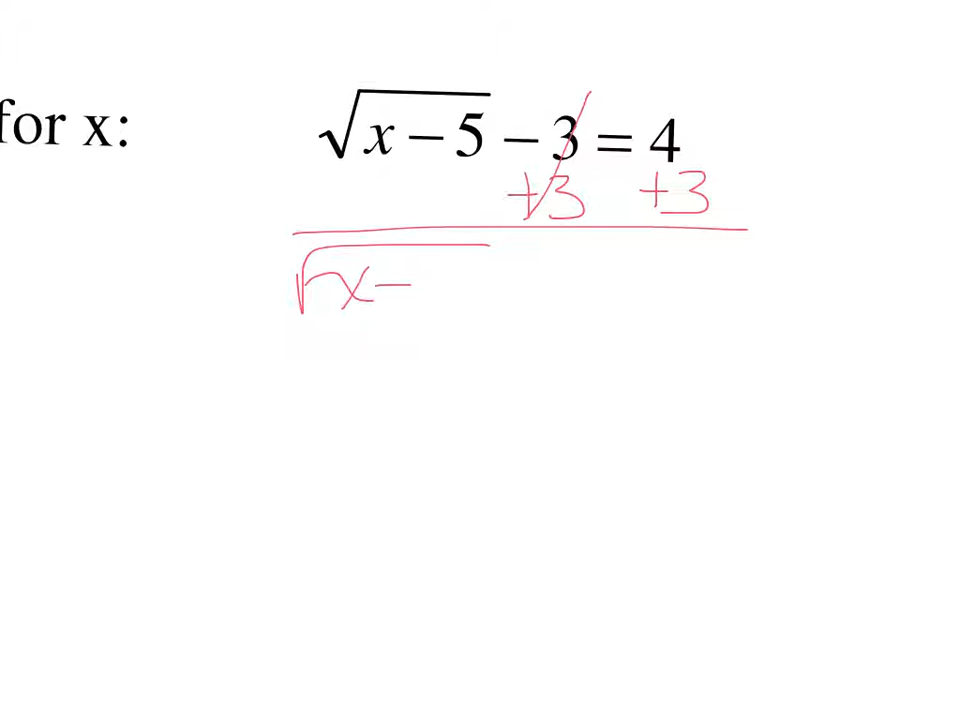 for x: √x − 5 − 3 = 4
+3 +3
√x −